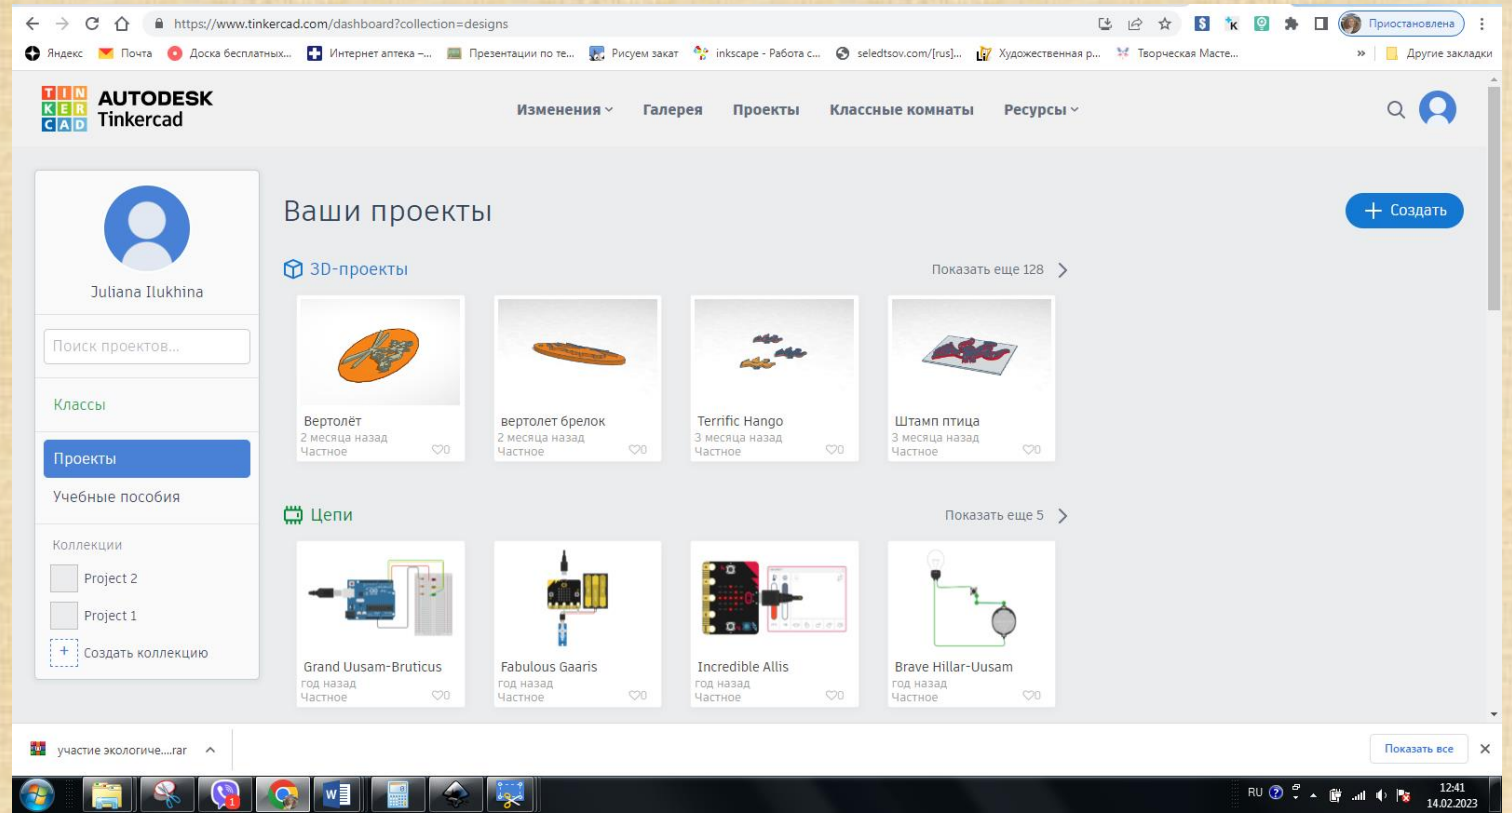 https://www.tinkercad.com/dashboard?collection=designs
Приостановлена
Яндекс Почта Доска бесплатных... Интернет аптека –... Презентации по те... Рисуем закат inkscape - Работа с... seledtsov.com/[rus]... Художественная р... Творческая Масте... » Другие закладки
TIN KER CAD
AUTODESK
Tinkercad
Изменения Галерея Проекты Классные комнаты Ресурсы
Ваши проекты
+ Создать
3D-проекты Показать еще 128
Juliana Ilukhina
Поиск проектов...
Классы
Проекты
Учебные пособия
Коллекции
Project 2
Project 1
+ Создать коллекцию
Вертолёт вертолет брелок Terrific Hango Штамп птица
2 месяца назад 2 месяца назад 3 месяца назад 3 месяца назад
Частное 0 Частное 0 Частное 0 Частное 0
Цепи Показать еще 5
Grand Uusam-Bruticus Fabulous Gaaris Incredible Allis Brave Hillar-Uusam
год назад год назад год назад год назад
Частное 0 Частное 0 Частное 0 Частное 0
участие экологиче....rar
Показать все
1
RU
12:41
14.02.2023